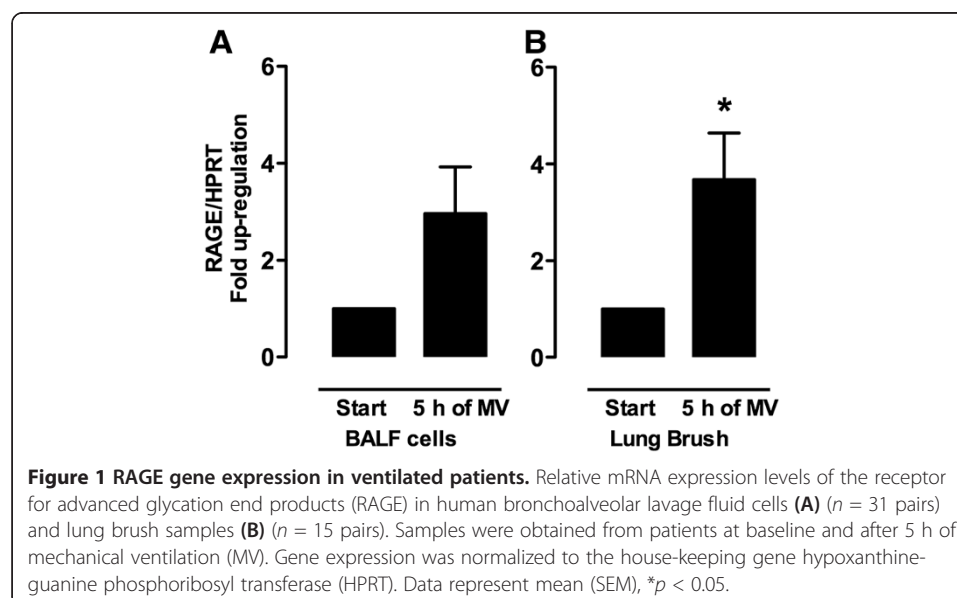 A
B
RAGE/HPRT
Fold up-regulation
6
4
2
0
6
4
2
0
*
Start 5 h of MV
BALF cells
Start 5 h of MV
Lung Brush
Figure 1 RAGE gene expression in ventilated patients. Relative mRNA expression levels of the receptor
for advanced glycation end products (RAGE) in human bronchoalveolar lavage fluid cells (A) (n = 31 pairs)
and lung brush samples (B) (n = 15 pairs). Samples were obtained from patients at baseline and after 5 h of
mechanical ventilation (MV). Gene expression was normalized to the house-keeping gene hypoxanthine-
guanine phosphoribosyl transferase (HPRT). Data represent mean (SEM), *p < 0.05.